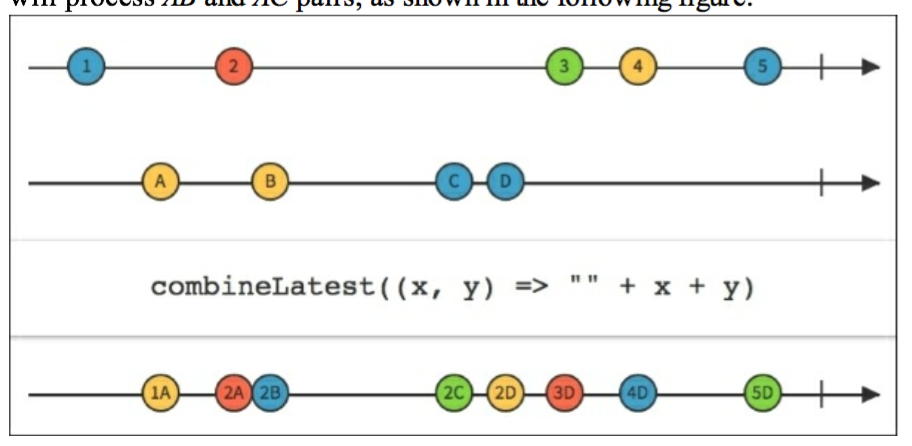 will process AB and AC pairs, as shown in the following figure.
1 2 3 4 5
A B C D
combineLatest((x, y) => "" + x + y)
1A 2A 2B 2C 2D 3D 4D 5D